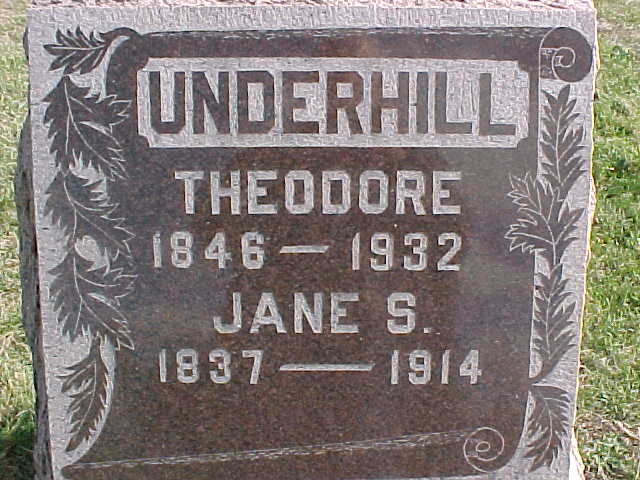 UNDERHILL
THEODORE
1846 — 1932
JANE S.
1837 — 1914